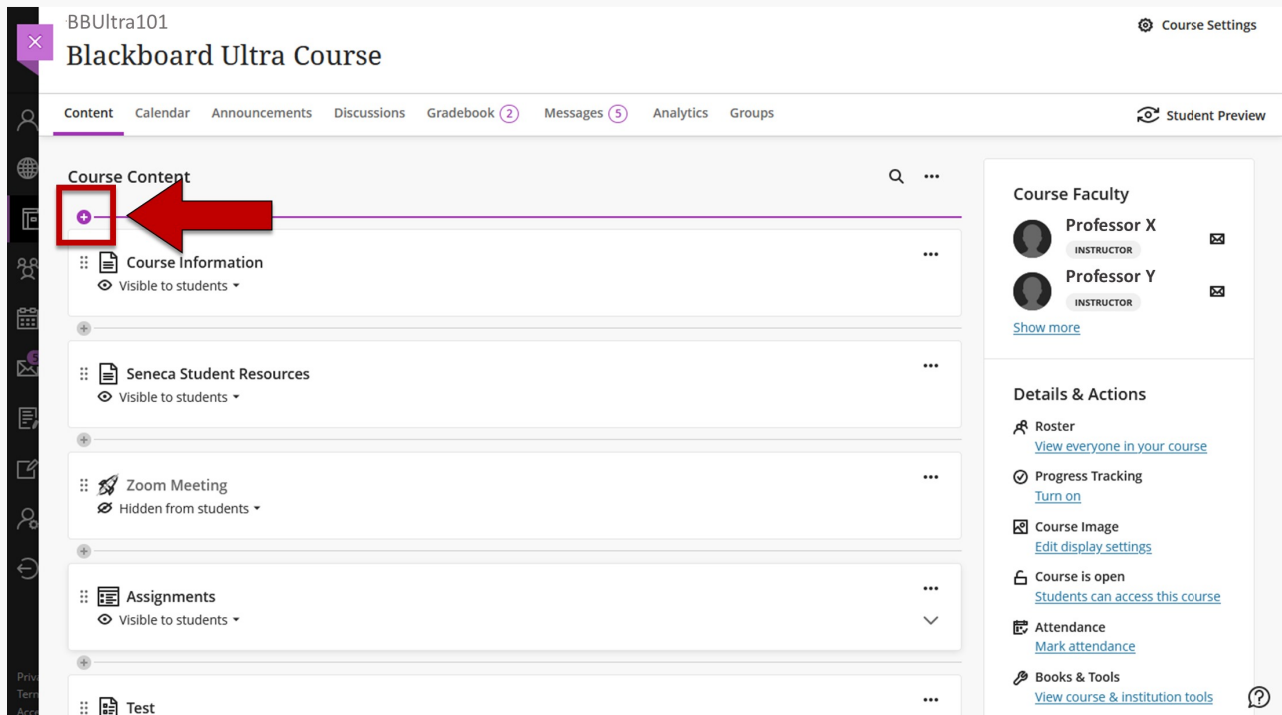 BBUltra101
Blackboard Ultra Course
Course Settings
Content Calendar Announcements Discussions Gradebook 2 Messages 5 Analytics Groups
Student Preview
Course Content
Course Information
Visible to students
Seneca Student Resources
Visible to students
Zoom Meeting
Hidden from students
Assignments
Visible to students
Test
Course Faculty
Professor X
INSTRUCTOR
Professor Y
INSTRUCTOR
Show more
Details & Actions
Roster
View everyone in your course
Progress Tracking
Turn on
Course Image
Edit display settings
Course is open
Students can access this course
Attendance
Mark attendance
Books & Tools
View course & institution tools